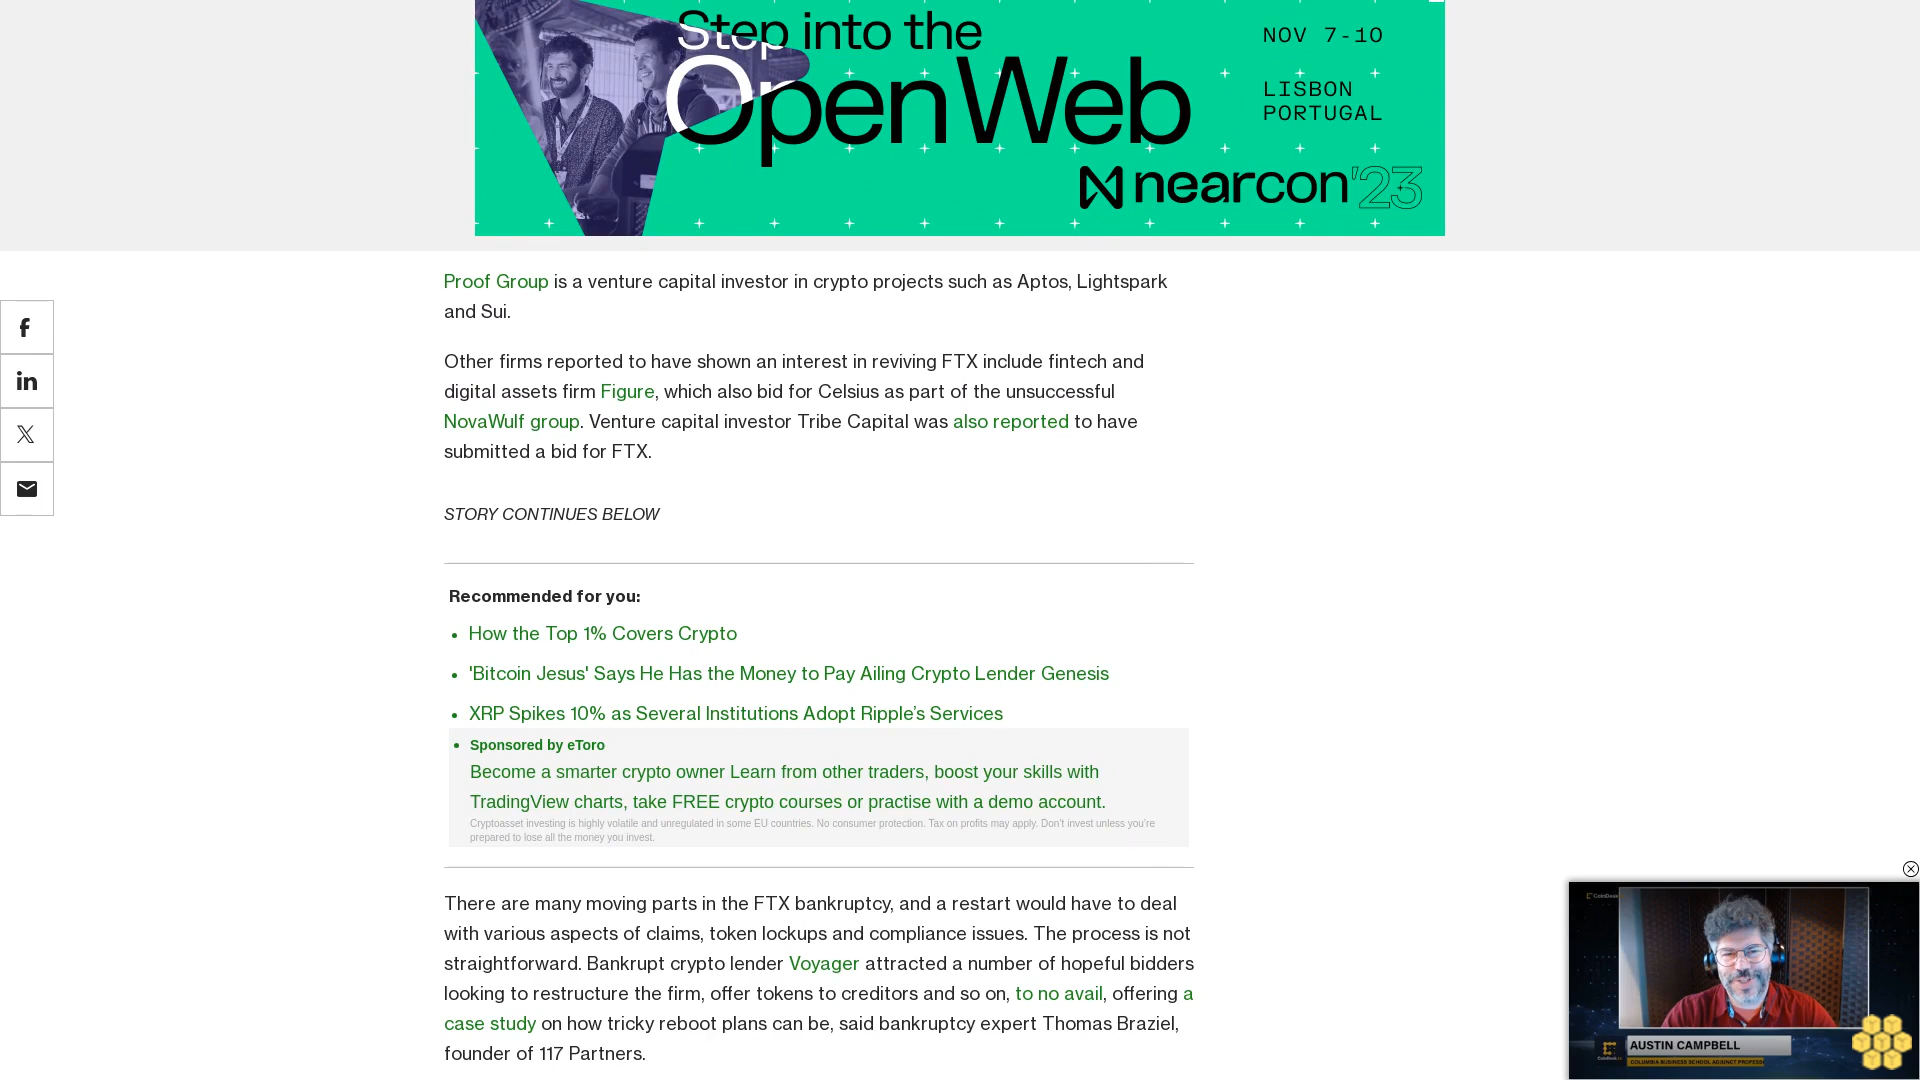 Step into the
Open Web
NOV 7-10
LISBON
PORTUGAL
nearcon'23
Proof Group is a venture capital investor in crypto projects such as Aptos, Lightspark
and Sui.
Other firms reported to have shown an interest in reviving FTX include fintech and
digital assets firm Figure, which also bid for Celsius as part of the unsuccessful
NovaWulf group. Venture capital investor Tribe Capital was also reported to have
submitted a bid for FTX.
STORY CONTINUES BELOW
Recommended for you:
• How the Top 1% Covers Crypto
• 'Bitcoin Jesus' Says He Has the Money to Pay Ailing Crypto Lender Genesis
• XRP Spikes 10% as Several Institutions Adopt Ripple’s Services
• Sponsored by eToro
Become a smarter crypto owner Learn from other traders, boost your skills with
TradingView charts, take FREE crypto courses or practise with a demo account.
Cryptoasset investing is highly volatile and unregulated in some EU countries. No consumer protection. Tax on profits may apply. Don’t invest unless you’re
prepared to lose all the money you invest.
There are many moving parts in the FTX bankruptcy, and a restart would have to deal
with various aspects of claims, token lockups and compliance issues. The process is not
straightforward. Bankrupt crypto lender Voyager attracted a number of hopeful bidders
looking to restructure the firm, offer tokens to creditors and so on, to no avail, offering a
case study on how tricky reboot plans can be, said bankruptcy expert Thomas Braziel,
founder of 117 Partners.
CoinDesk
AUSTIN CAMPBELL
COLUMBIA BUSINESS SCHOOL ADJUNCT PROFESS
CoinDesk